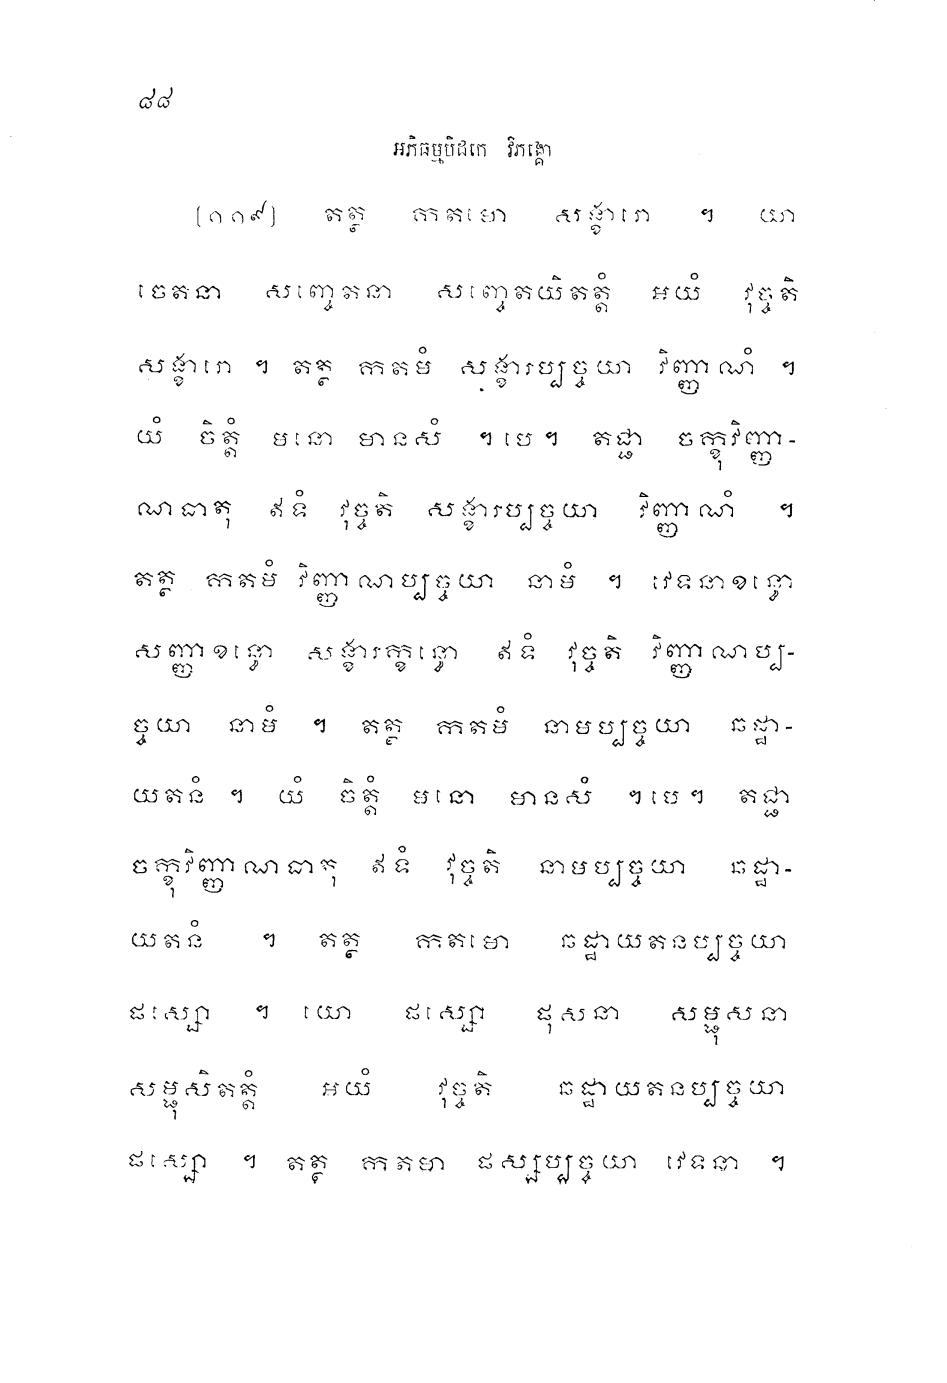 ៨៨
អភិធម្មបិដកេ វិភង្គោ
(១១៩) តត្ថ កតមោ សង្ខារោ ។ យា
ចេតនា សញ្ចេតនា សញ្ចេតយិតត្តំ អយំ វុច្ចតិ
សង្ខារោ ។ តត្ថ កតមំ សង្ខារប្បច្ចយា វិញ្ញាណំ ។
យំ ចិត្តំ មនោ មានសំ ។ បេ ។ តជ្ជា ចក្ខុវិញ្ញា-
ណធាតុ ឥទំ វុច្ចតិ សង្ខារប្បច្ចយា វិញ្ញាណំ ។
តត្ថ កតមំ វិញ្ញាណប្បច្ចយា នាមំ ។ វេទនាខន្ធោ
សញ្ញាខន្ធោ សង្ខារក្ខន្ធោ ឥទំ វុច្ចតិ វិញ្ញាណប្ប-
ច្ចយា នាមំ ។ តត្ថ កតមំ នាមប្បច្ចយា ឆដ្ឋា-
យតនំ ។ យំ ចិត្តំ មនោ មានសំ ។ បេ ។ តជ្ជា
ចក្ខុវិញ្ញាណធាតុ ឥទំ វុច្ចតិ នាមប្បច្ចយា ឆដ្ឋា-
យតនំ ។ តត្ថ កតមោ ឆដ្ឋាយតនប្បច្ចយា
ផស្សោ ។ យោ ផស្សោ ផុសនា សម្ផុសនា
សម្ផុសិតត្តំ អយំ វុច្ចតិ ឆដ្ឋាយតនប្បច្ចយា
ផស្សោ ។ តត្ថ កតមា ផស្សប្បច្ចយា វេទនា ។